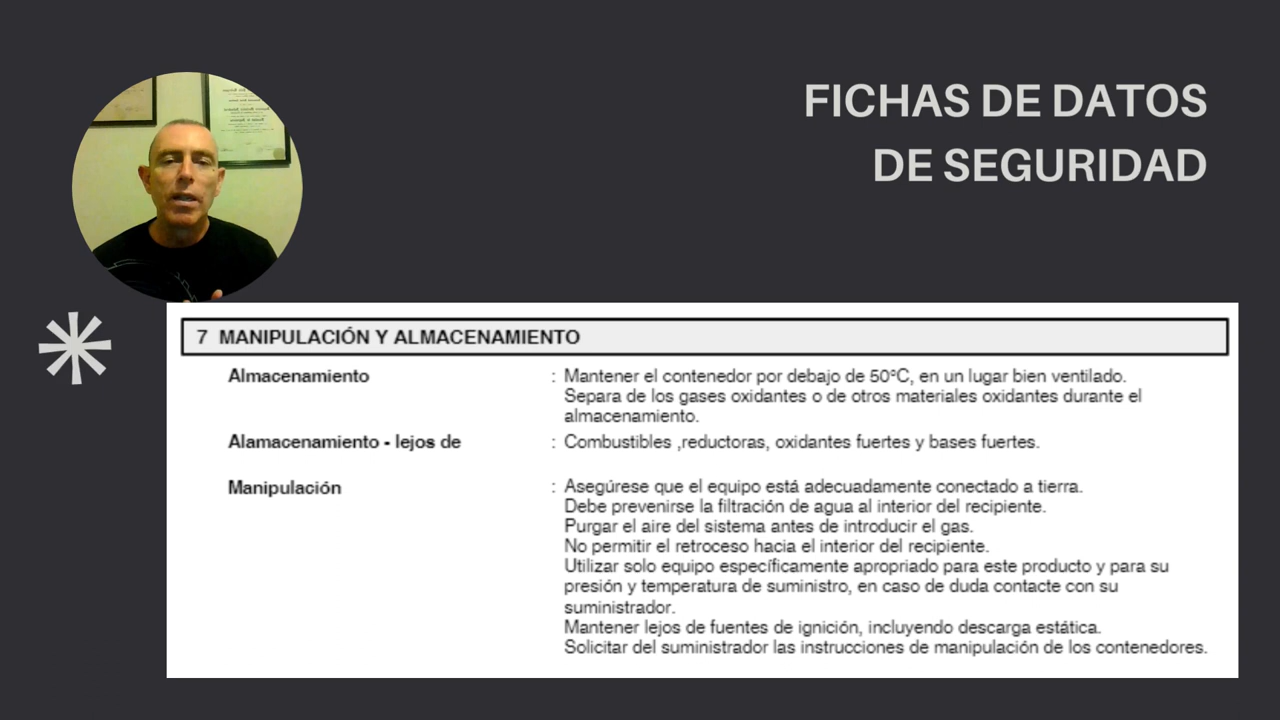 FICHAS DE DATOS
DE SEGURIDAD
7 MANIPULACIÓN Y ALMACENAMIENTO
Almacenamiento : Mantener el contenedor por debajo de 50°C, en un lugar bien ventilado.
Separa de los gases oxidantes o de otros materiales oxidantes durante el
almacenamiento.
Alamacenamiento - lejos de : Combustibles ,reductoras, oxidantes fuertes y bases fuertes.
Manipulación : Asegúrese que el equipo está adecuadamente conectado a tierra.
Debe prevenirse la filtración de agua al interior del recipiente.
Purgar el aire del sistema antes de introducir el gas.
No permitir el retroceso hacia el interior del recipiente.
Utilizar solo equipo específicamente apropriado para este producto y para su
presión y temperatura de suministro, en caso de duda contacte con su
suministrador.
Mantener lejos de fuentes de ignición, incluyendo descarga estática.
Solicitar del suministrador las instrucciones de manipulación de los contenedores.